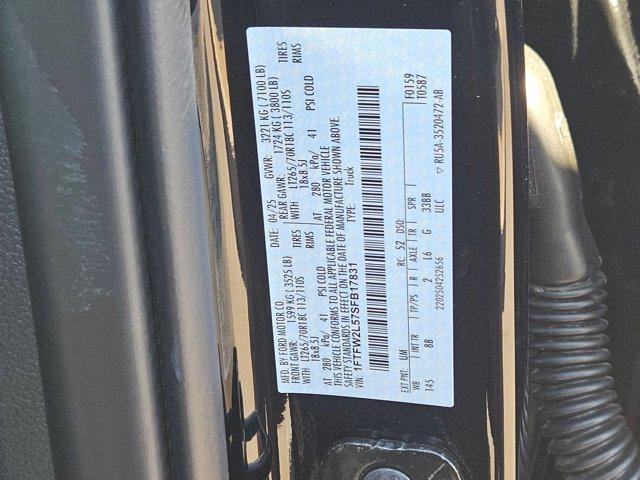 MFD. BY FORD MOTOR CO.
DATE: 04/25 GVWR: 3221 KG ( 7100 LB)
FRONT GAWR: 1599 KG ( 3525 LB) REAR GAWR: 1724 KG ( 3800 LB)
WITH LT265/70R18C 113/110S TIRES WITH LT265/70R18C 113/110S TIRES
18x8.5J RIMS 18x8.5J RIMS
AT 280 kPa/ 41 PSI COLD AT 280 kPa/ 41 PSI COLD
THIS VEHICLE CONFORMS TO ALL APPLICABLE FEDERAL MOTOR VEHICLE
SAFETY STANDARDS IN EFFECT ON THE DATE OF MANUFACTURE SHOWN ABOVE.
VIN: 1FTFW2L57SFB17831 TYPE: Truck
F0159
T0587
EXT PNT: UM RC: 52 DSO:
WB INT TR TP/PS R AXLE TR SPR
145 8B 2 L6 G 33BB
ULC
2202504252656 ▽ RU5A-3520472-AB